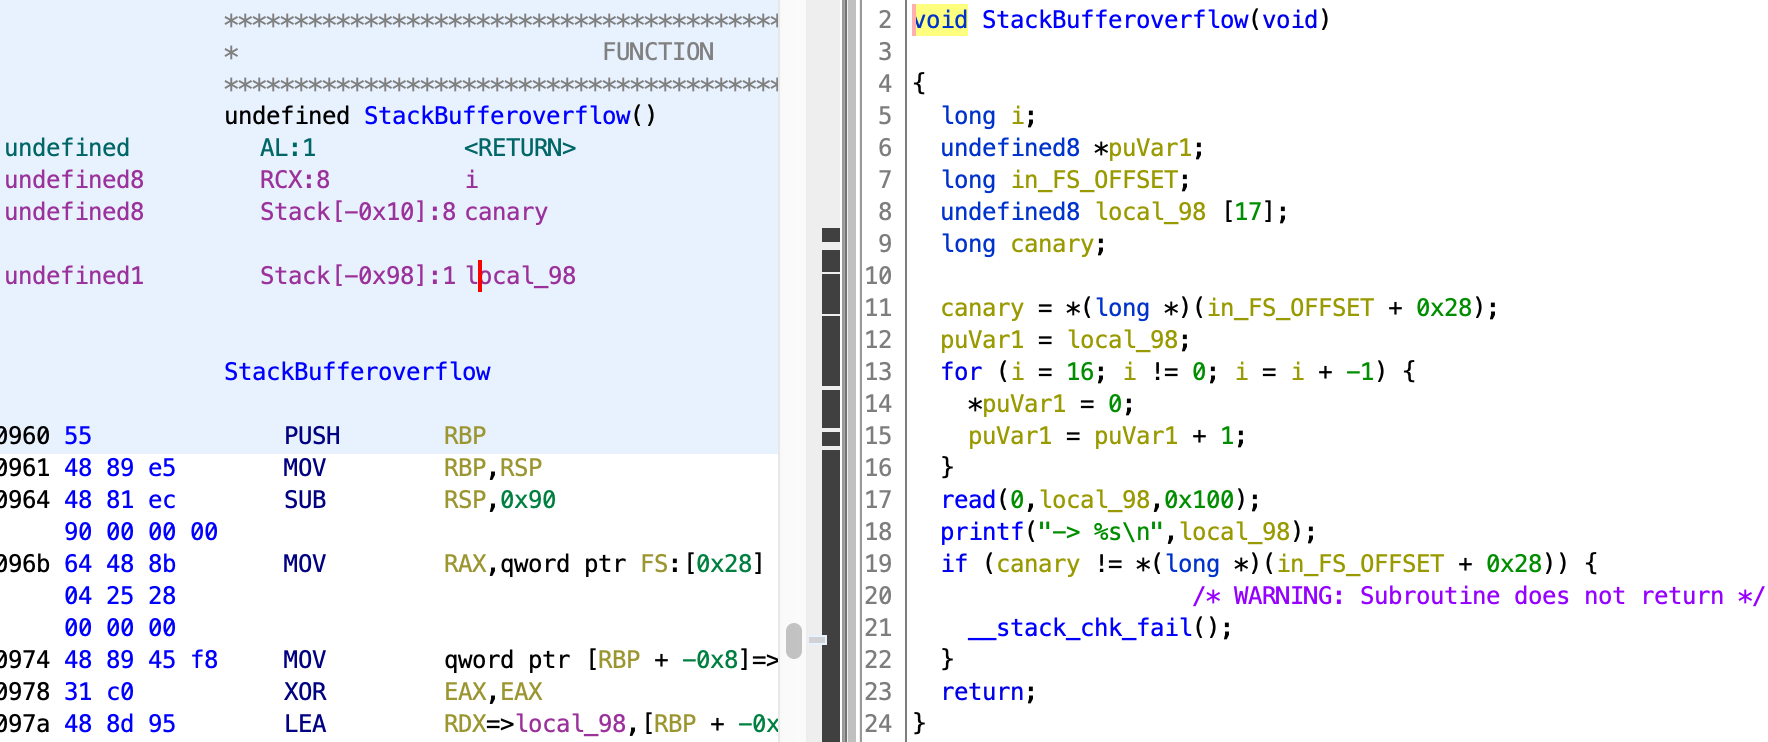 *****************************************
* FUNCTION
*****************************************
undefined StackBufferoverflow()
undefined AL:1 <RETURN>
undefined8 RCX:8 i
undefined8 Stack[-0x10]:8 canary
undefined1 Stack[-0x98]:1 local_98
StackBufferoverflow
0960 55 PUSH RBP
0961 48 89 e5 MOV RBP,RSP
0964 48 81 ec SUB RSP,0x90
90 00 00 00
096b 64 48 8b MOV RAX,qword ptr FS:[0x28]
04 25 28
00 00 00
0974 48 89 45 f8 MOV qword ptr [RBP + -0x8]=>
0978 31 c0 XOR EAX,EAX
097a 48 8d 95 LEA RDX=>local_98,[RBP + -0x
2 void StackBufferoverflow(void)
3
4 {
5 long i;
6 undefined8 *puVar1;
7 long in_FS_OFFSET;
8 undefined8 local_98 [17];
9 long canary;
10
11 canary = *(long *)(in_FS_OFFSET + 0x28);
12 puVar1 = local_98;
13 for (i = 16; i != 0; i = i + -1) {
14 *puVar1 = 0;
15 puVar1 = puVar1 + 1;
16 }
17 read(0,local_98,0x100);
18 printf("-> %s\n",local_98);
19 if (canary != *(long *)(in_FS_OFFSET + 0x28)) {
20 /* WARNING: Subroutine does not return */
21 __stack_chk_fail();
22 }
23 return;
24 }